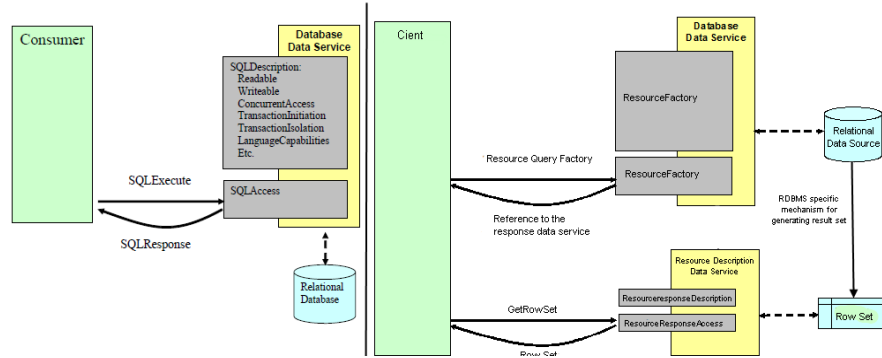 Consumer
Database
Data Service
SQLDescription:
Readable
Writeable
ConcurrentAccess
TransactionInitiation
TransactionIsolation
LanguageCapabilities
Etc.
SQLExecute
SQLAccess
SQLResponse
Relational
Database
Cient
Database
Data Service
ResourceFactory
Relational
Data Source
Resource Query Factory
ResourceFactory
Reference to the
response data service
RDBMS specific
mechanism for
generating result set
Resource Description
Data Service
ResourceresponseDescription
GetRowSet
ResourceResponseAccess
Row Set
Row Set